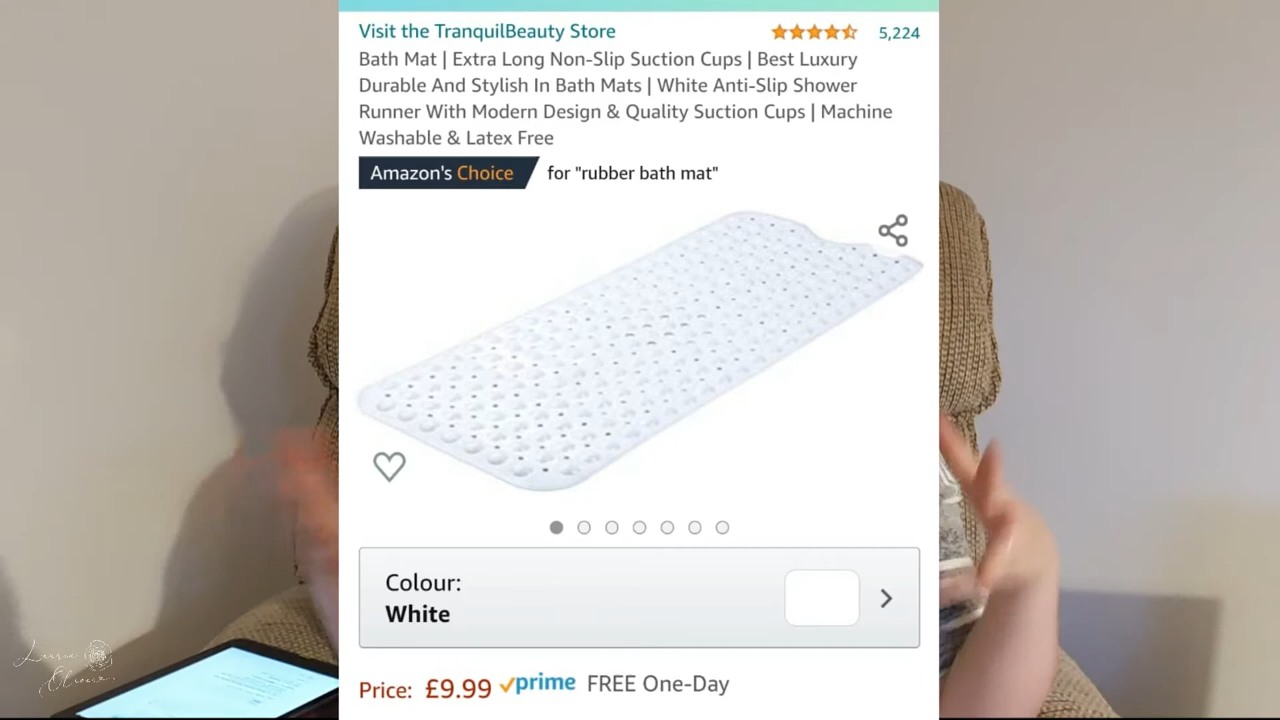 Visit the TranquilBeauty Store
5,224
Bath Mat | Extra Long Non-Slip Suction Cups | Best Luxury
Durable And Stylish In Bath Mats | White Anti-Slip Shower
Runner With Modern Design & Quality Suction Cups | Machine
Washable & Latex Free
Amazon's Choice for "rubber bath mat"
Colour:
White
Price: £9.99 prime FREE One-Day